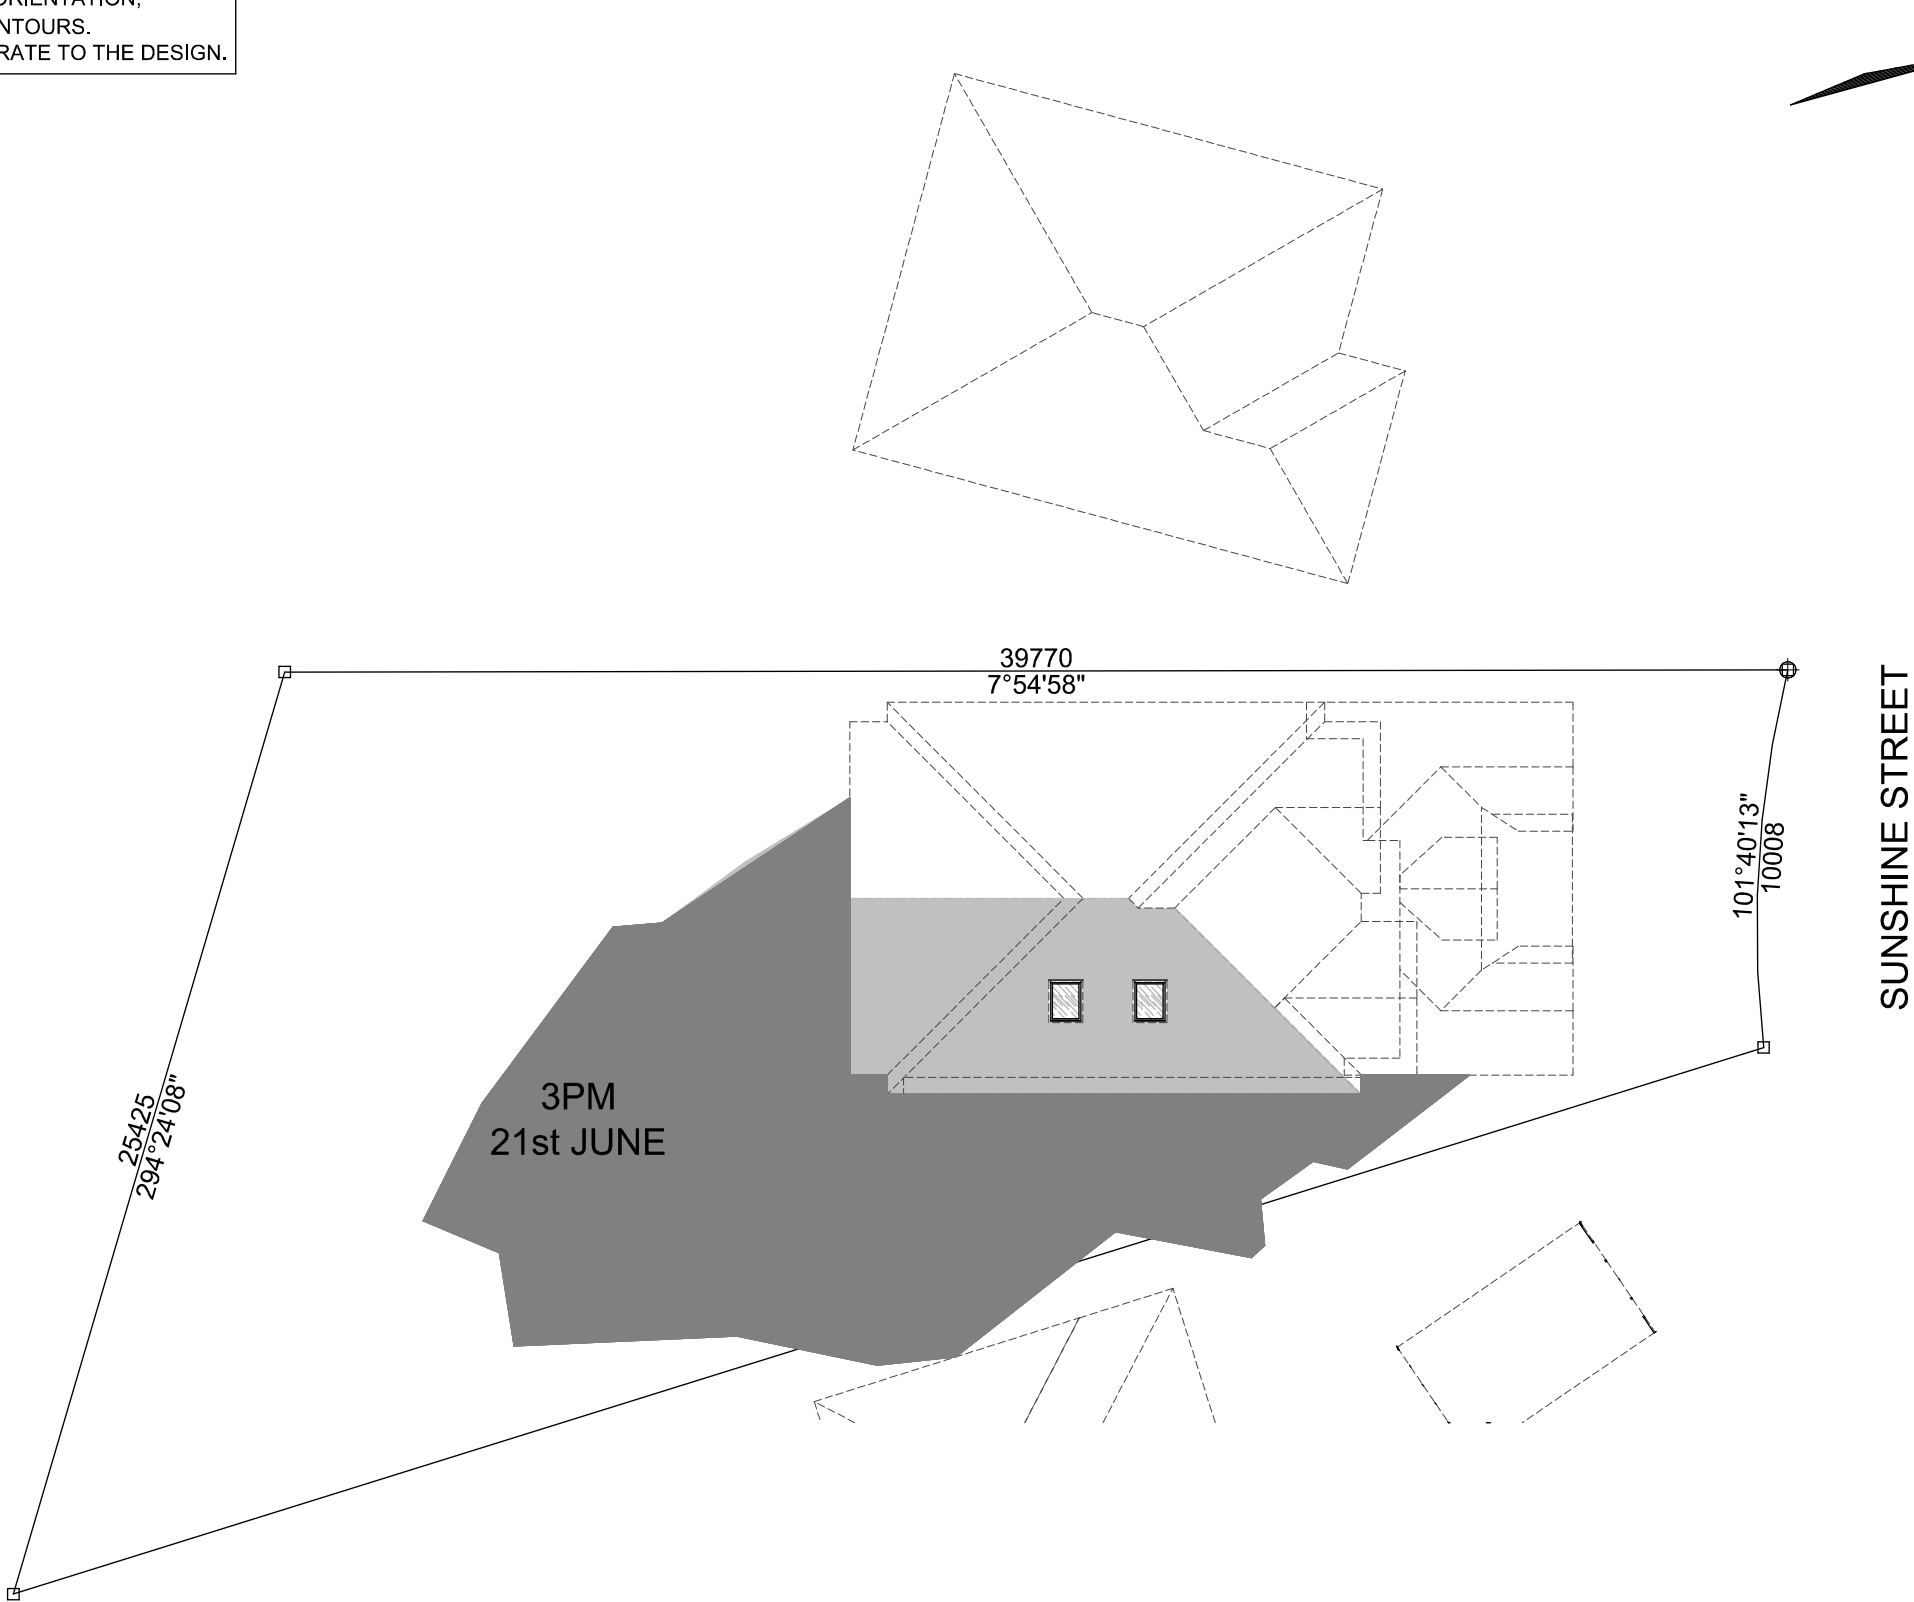 NTOURS.
RATE TO THE DESIGN.
39770
7°54'58"
SUNSHINE STREET
101°40'13"
10008
3PM
21st JUNE
25425
294°24'08"